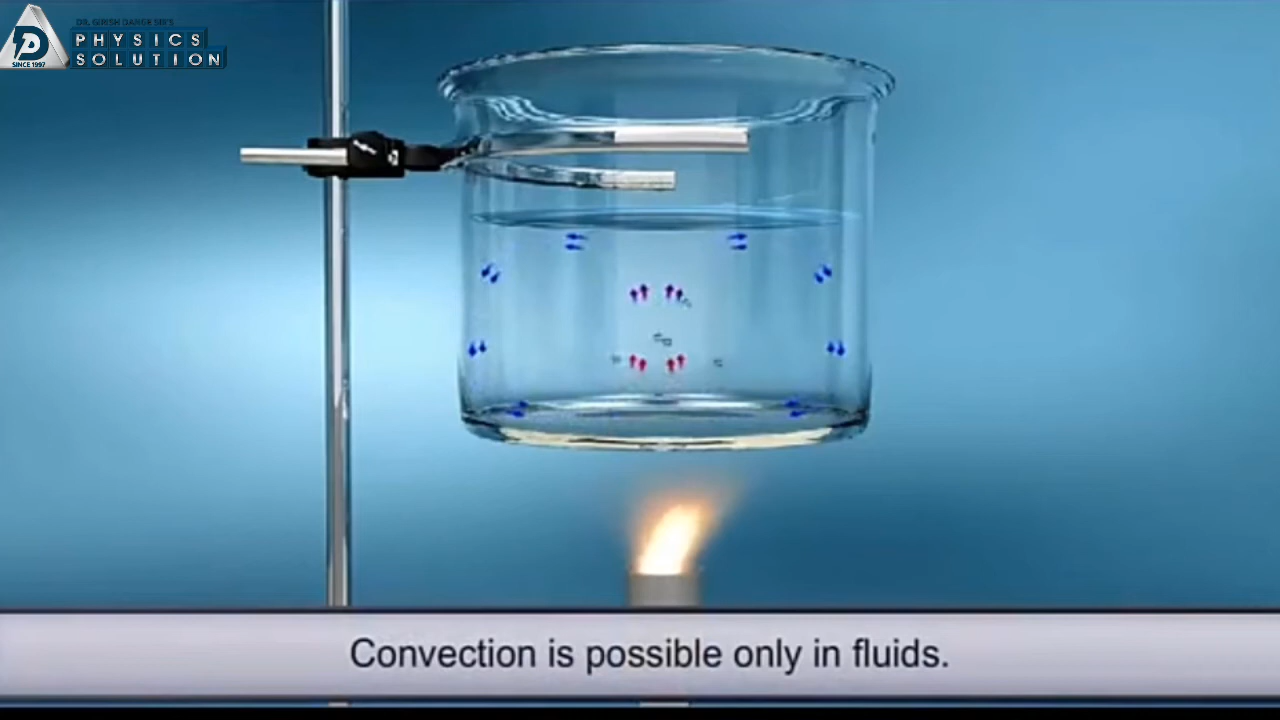 DR. GIRISH DANGE SIR'S
PHYSICS
SOLUTION
SINCE 1997
Convection is possible only in fluids.